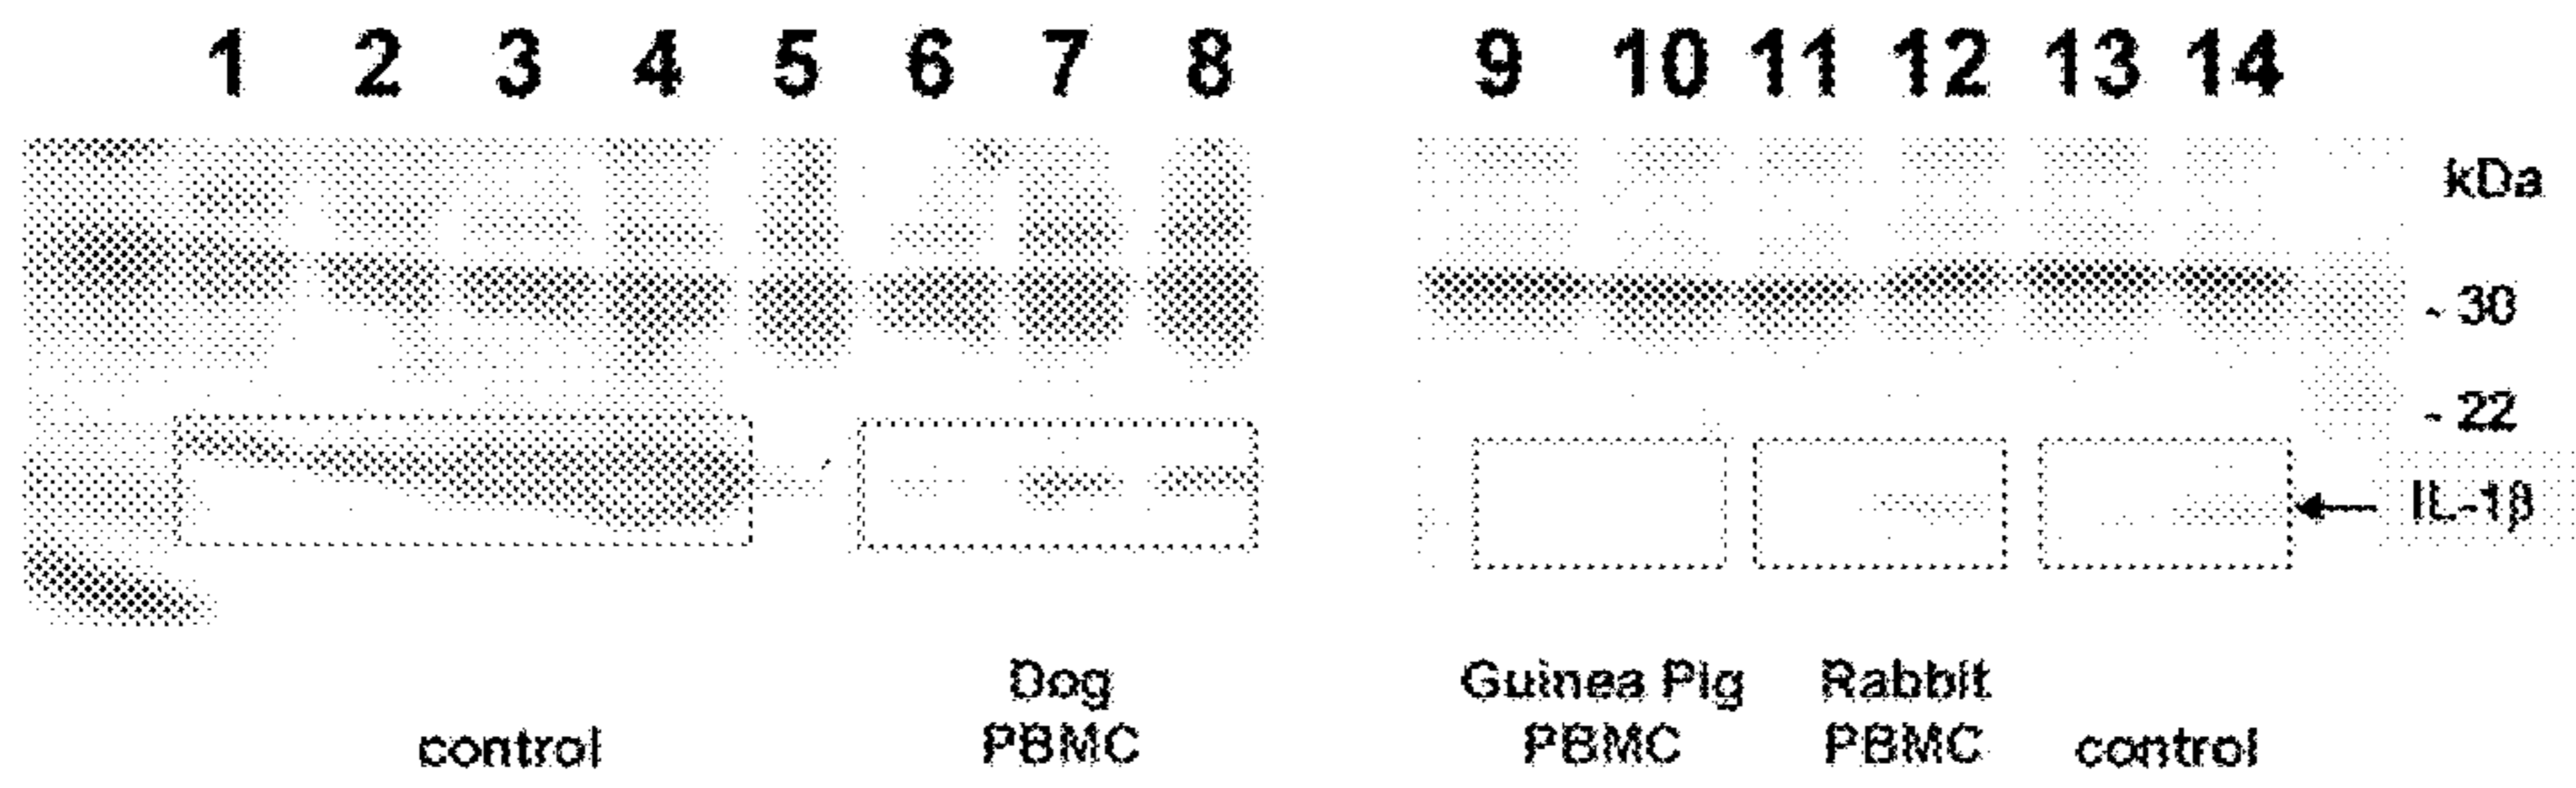 1 2 3 4 5 6 7 8 9 10 11 12 13 14
kDa
- 30
- 22
IL-1β
Dog
PBMC
Guinea Pig
PBMC
Rabbit
PBMC
control
control